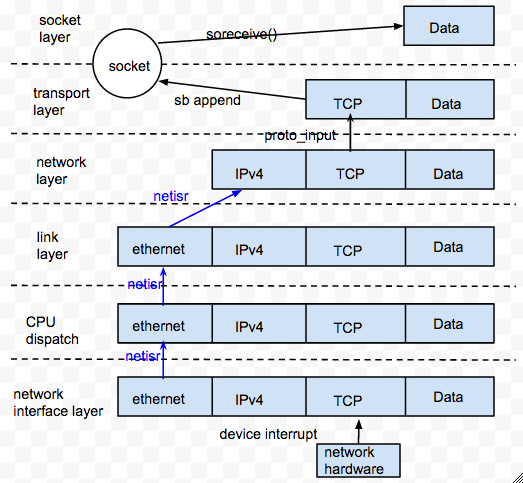 socket
layer
soreceive()
Data
socket
transport
layer
sb append
TCP
Data
proto_input
network
layer
IPv4
TCP
Data
netisr
link
layer
ethernet
IPv4
TCP
Data
netisr
CPU
dispatch
ethernet
IPv4
TCP
Data
netisr
network
interface layer
ethernet
IPv4
TCP
Data
device interrupt
network
hardware